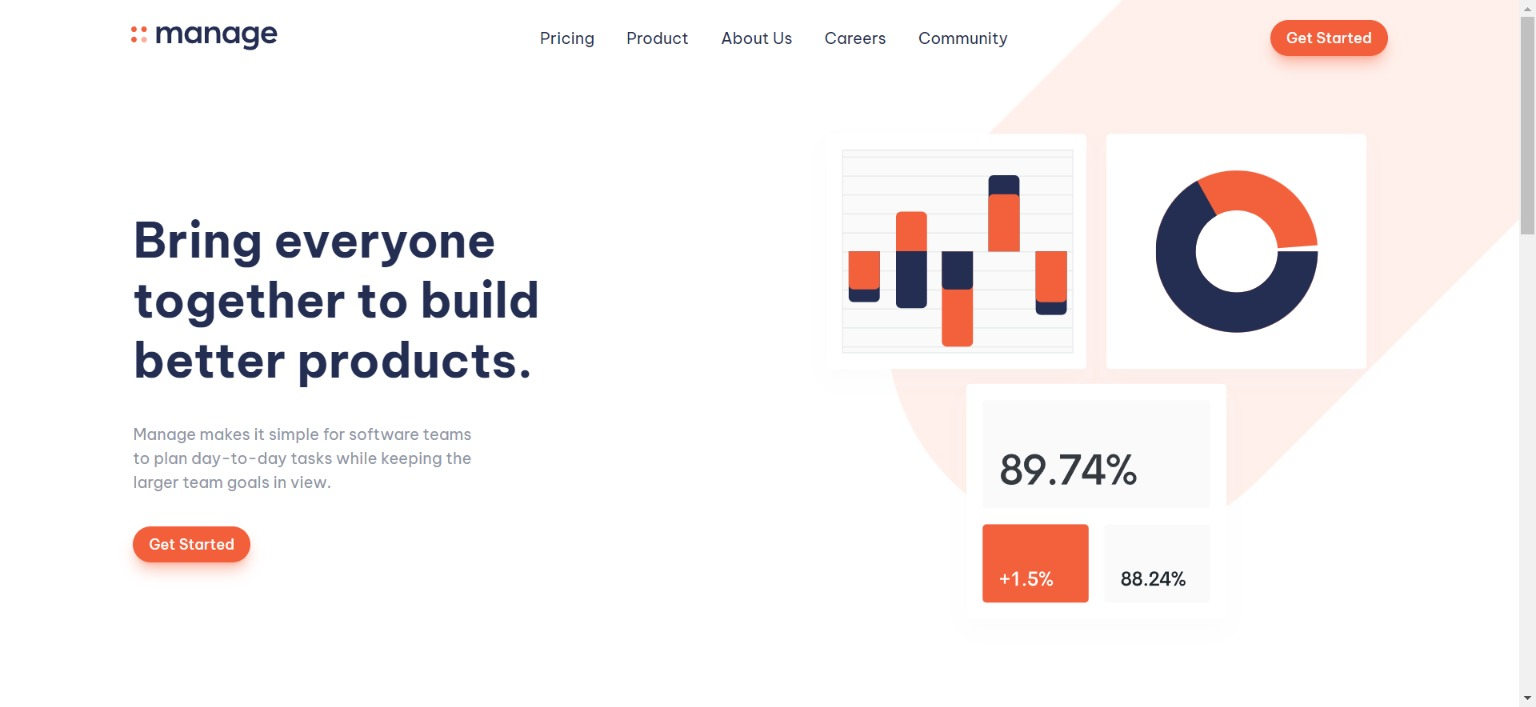 manage
Pricing Product About Us Careers Community
Get Started
Bring everyone
together to build
better products.
Manage makes it simple for software teams
to plan day-to-day tasks while keeping the
larger team goals in view.
Get Started
89.74%
+1.5%
88.24%